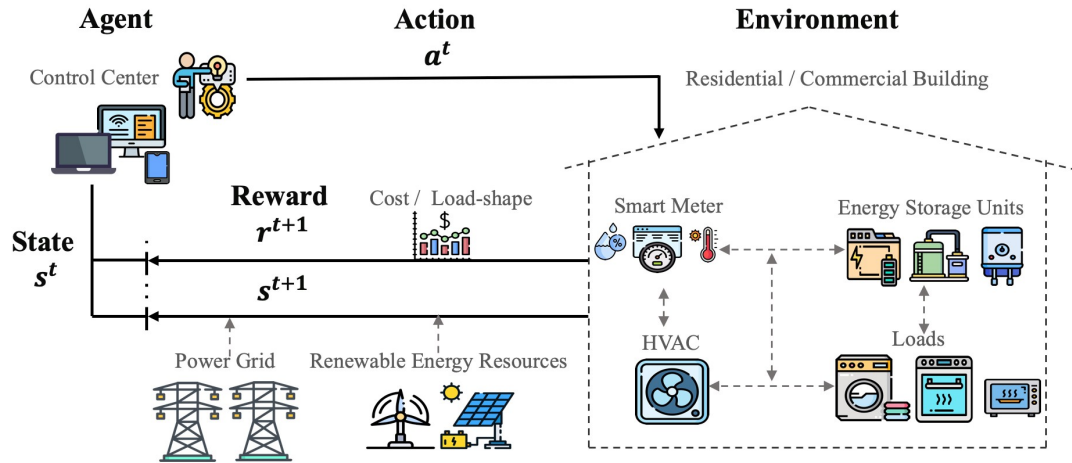 Agent
Action
Environment
a^t
Control Center
Residential / Commercial Building
Reward
Cost / Load-shape
$
r^{t+1}
Smart Meter
Energy Storage Units
%
State
s^t
s^{t+1}
HVAC
Loads
Power Grid
Renewable Energy Resources